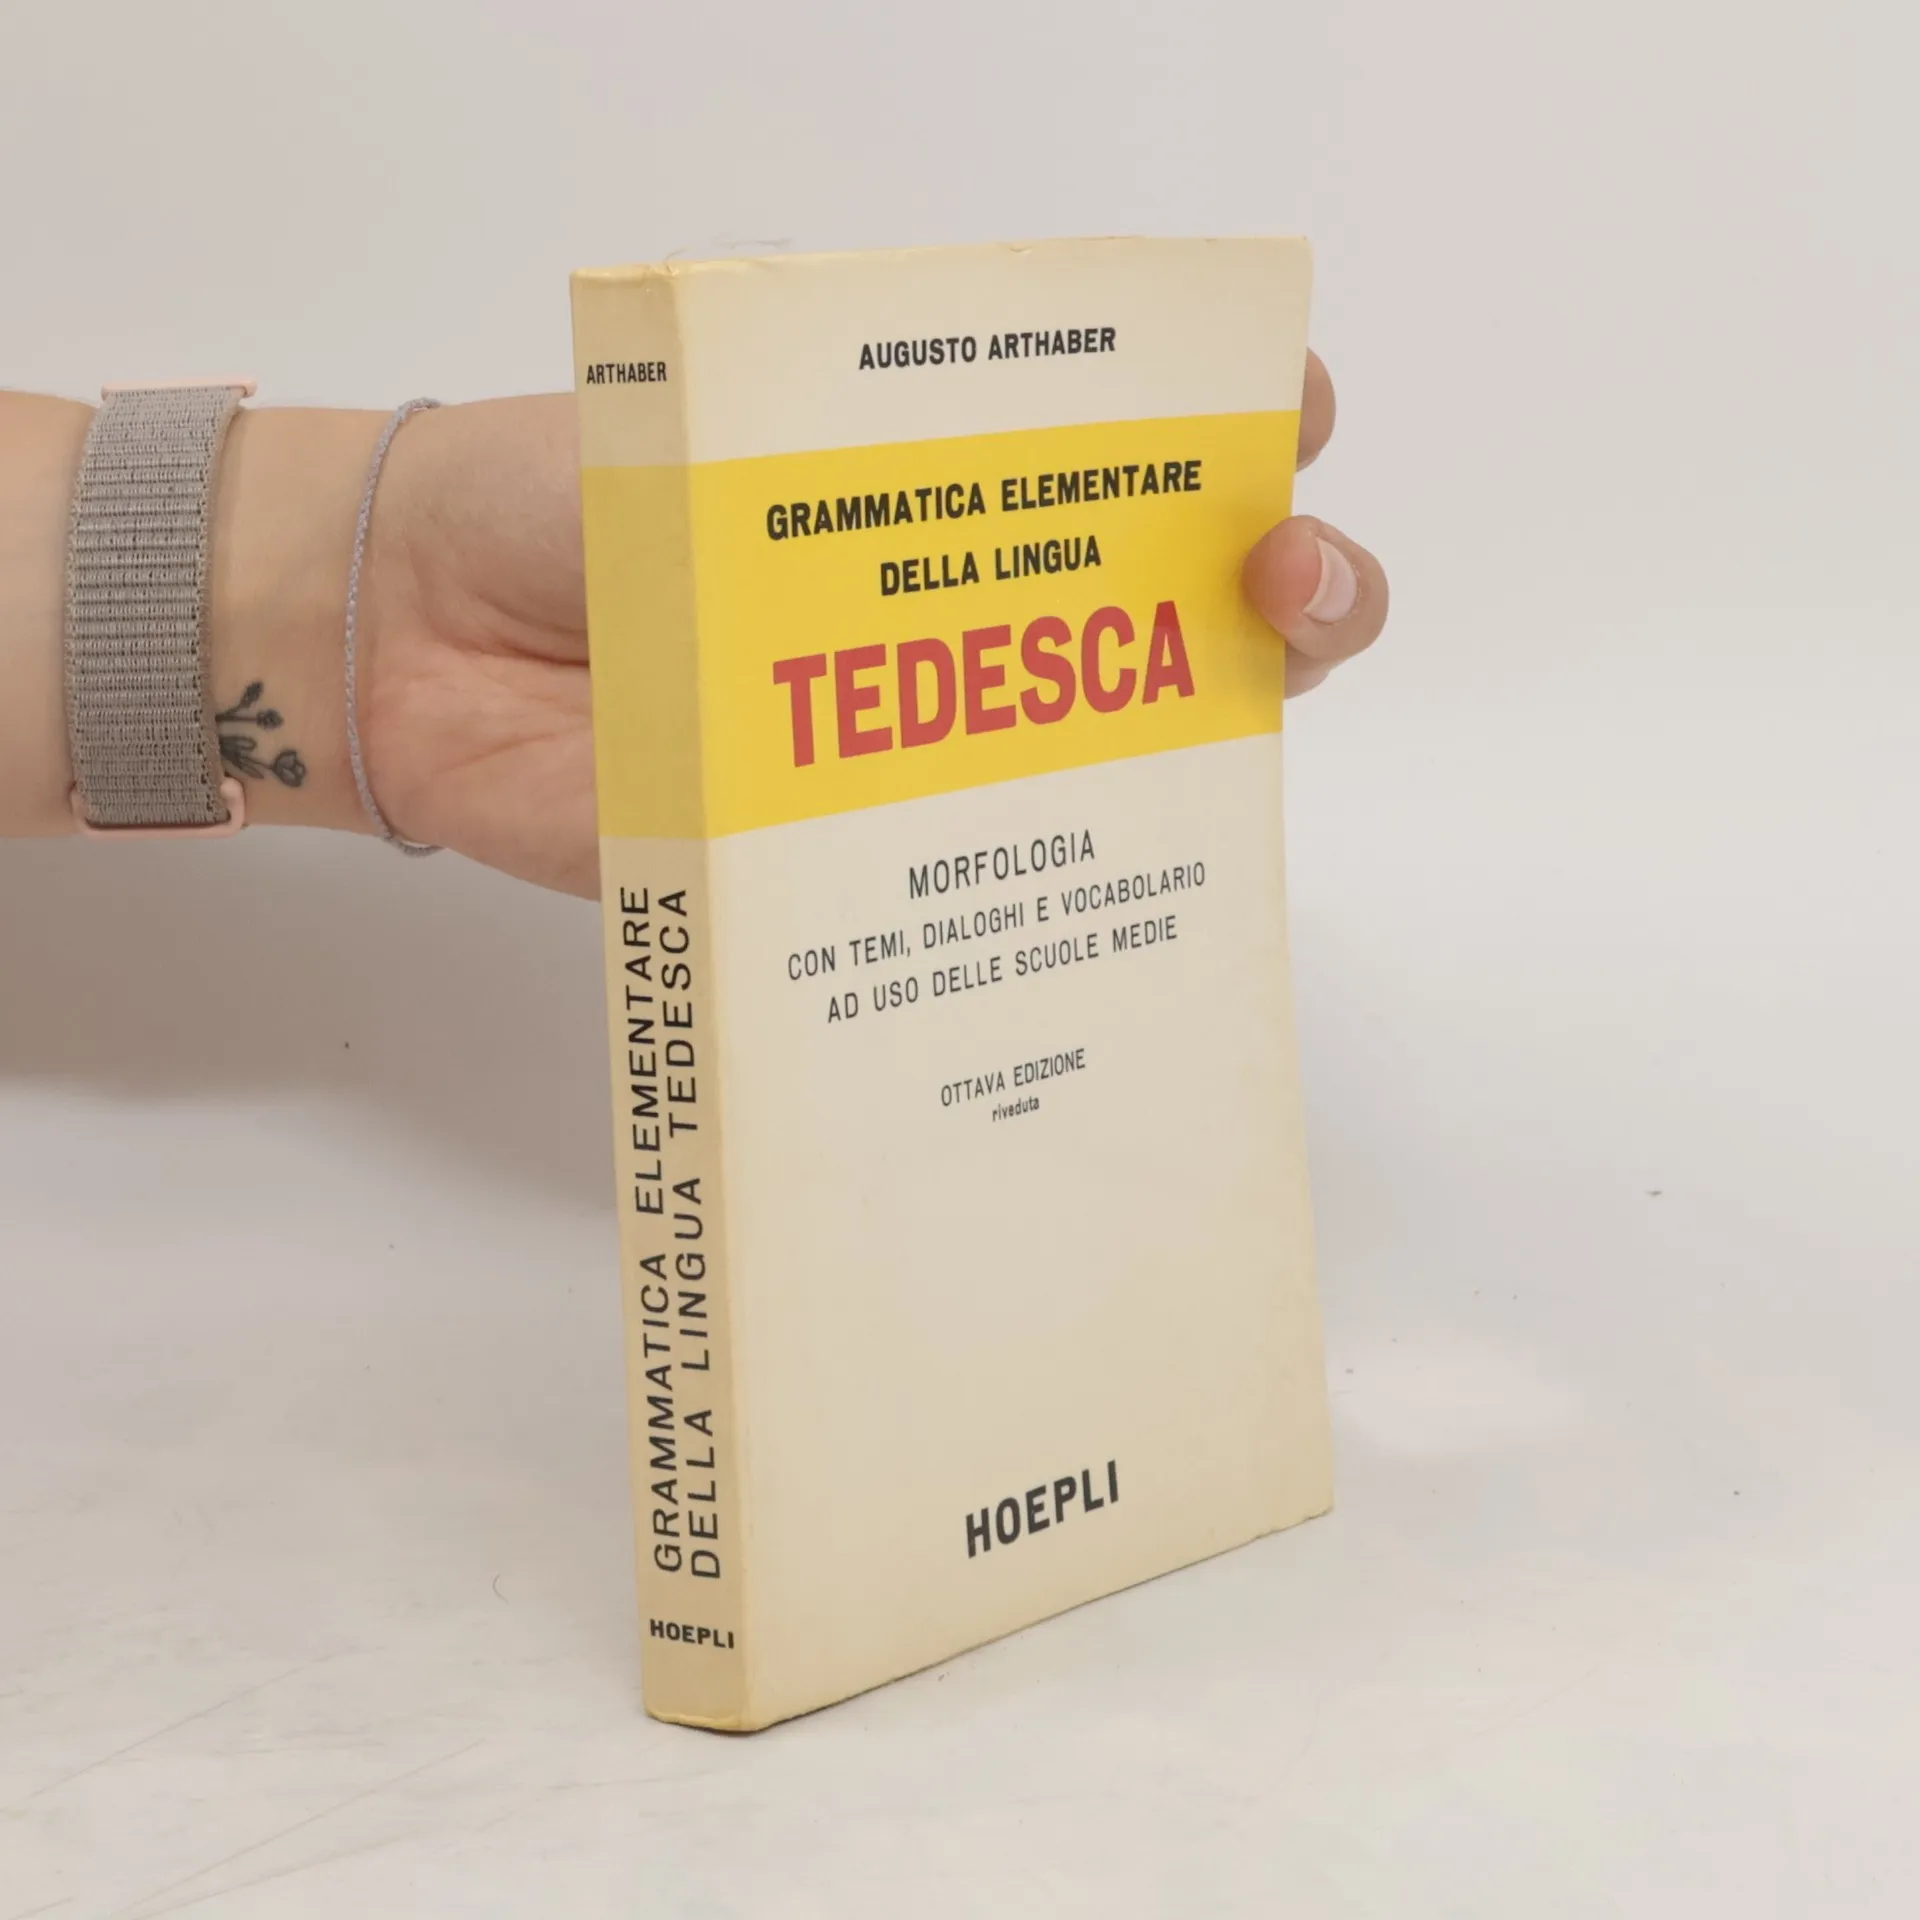 ARTHABER
GRAMMATICA ELEMENTARE
DELLA LINGUA TEDESCA
HOEPLI
AUGUSTO ARTHABER
GRAMMATICA ELEMENTARE
DELLA LINGUA
TEDESCA
MORFOLOGIA
CON TEMI, DIALOGHI E VOCABOLARIO
AD USO DELLE SCUOLE MEDIE
OTTAVA EDIZIONE
riveduta
HOEPLI